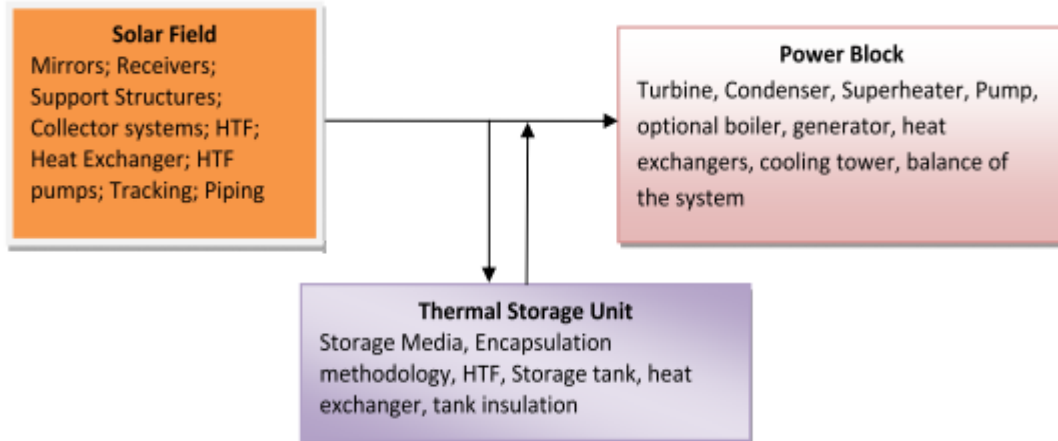 Solar Field
Mirrors; Receivers;
Support Structures;
Collector systems; HTF;
Heat Exchanger; HTF
pumps; Tracking; Piping
Power Block
Turbine, Condenser, Superheater, Pump,
optional boiler, generator, heat
exchangers, cooling tower, balance of
the system
Thermal Storage Unit
Storage Media, Encapsulation
methodology, HTF, Storage tank, heat
exchanger, tank insulation